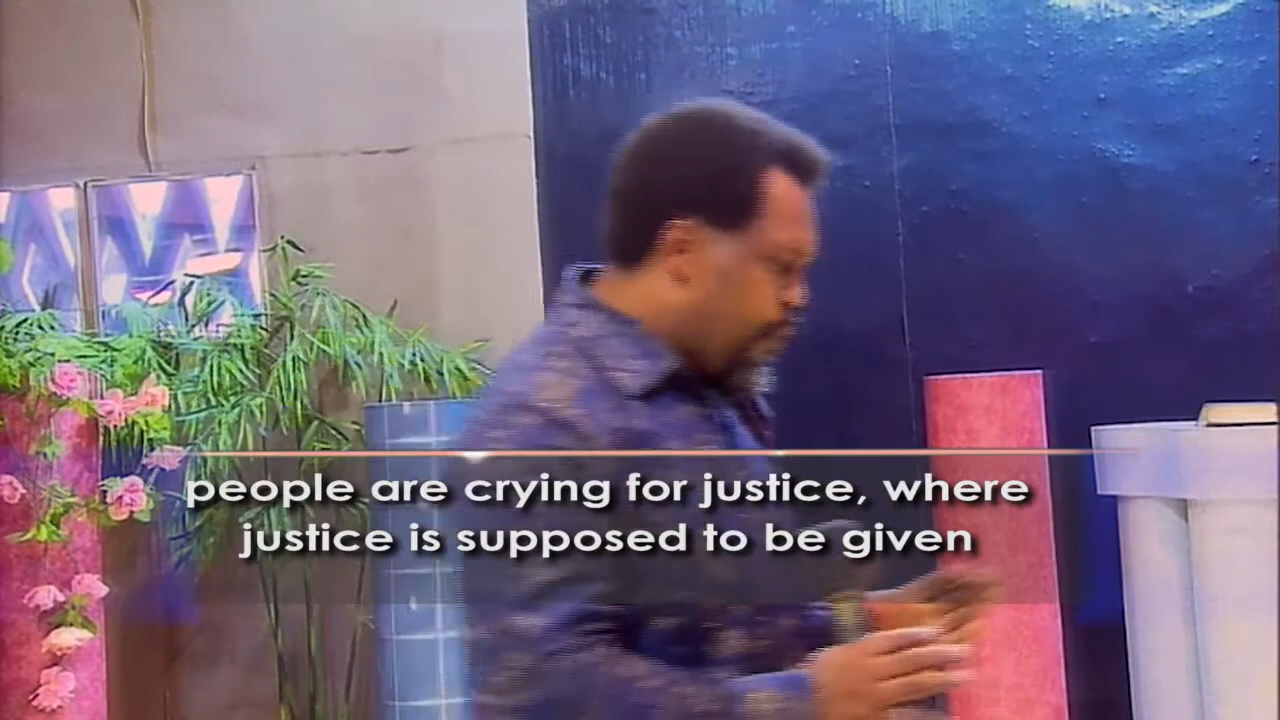 people are crying for justice, where
justice is supposed to be given